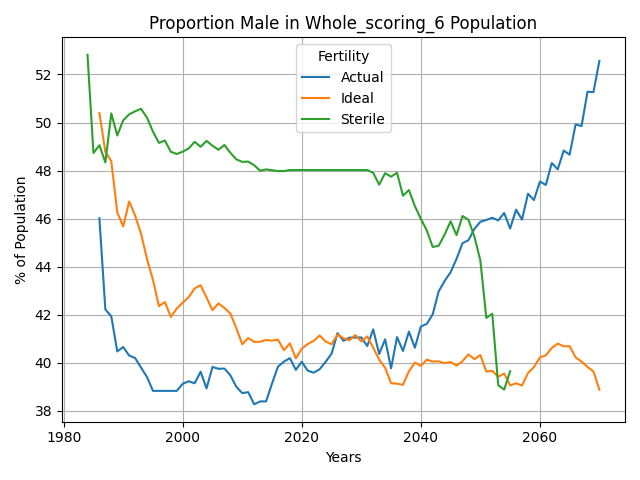 Proportion Male in Whole_scoring_6 Population
Fertility
Actual
Ideal
Sterile
% of Population
52
50
48
46
44
42
40
38
1980
2000
2020
2040
2060
Years